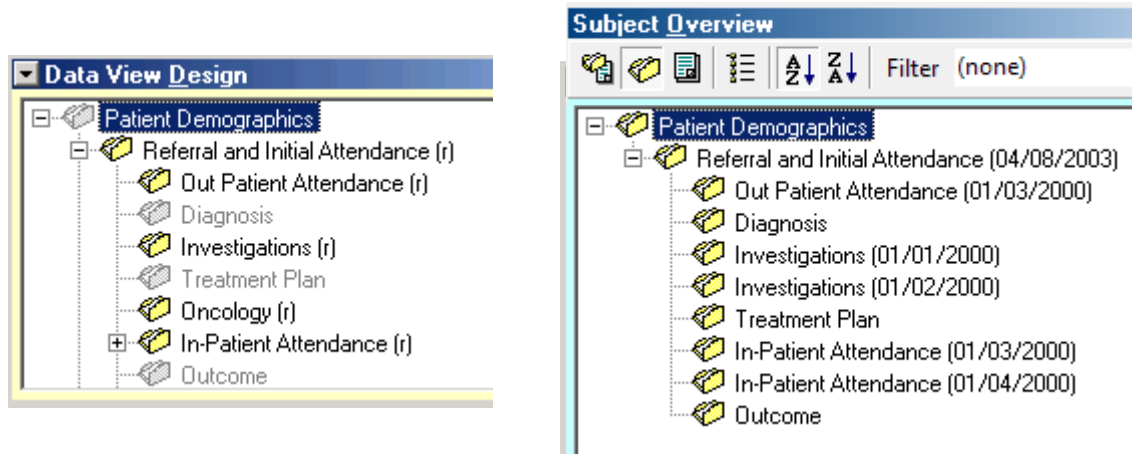 Data View Design
Patient Demographics
Referral and Initial Attendance (r)
Out Patient Attendance (r)
Diagnosis
Investigations (r)
Treatment Plan
Oncology (r)
In-Patient Attendance (r)
Outcome
Subject Overview
Filter (none)
Patient Demographics
Referral and Initial Attendance (04/08/2003)
Out Patient Attendance (01/03/2000)
Diagnosis
Investigations (01/01/2000)
Investigations (01/02/2000)
Treatment Plan
In-Patient Attendance (01/03/2000)
In-Patient Attendance (01/04/2000)
Outcome